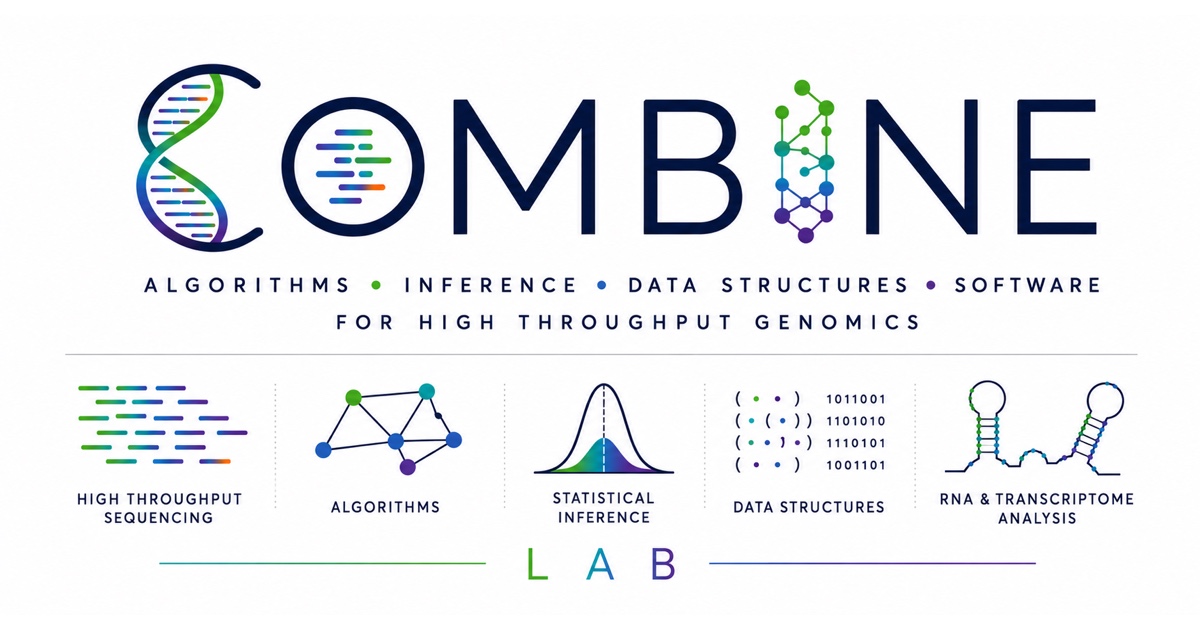 COMBINE
ALGORITHMS • INFERENCE • DATA STRUCTURES • SOFTWARE
FOR HIGH THROUGHPUT GENOMICS
HIGH THROUGHPUT
SEQUENCING
ALGORITHMS
STATISTICAL
INFERENCE
( • • ) 1011001
( • ( • ) ) 1101010
( • • ) • ) 1110101
( • • ) 1001101
DATA STRUCTURES
RNA & TRANSCRIPTOME
ANALYSIS
LAB